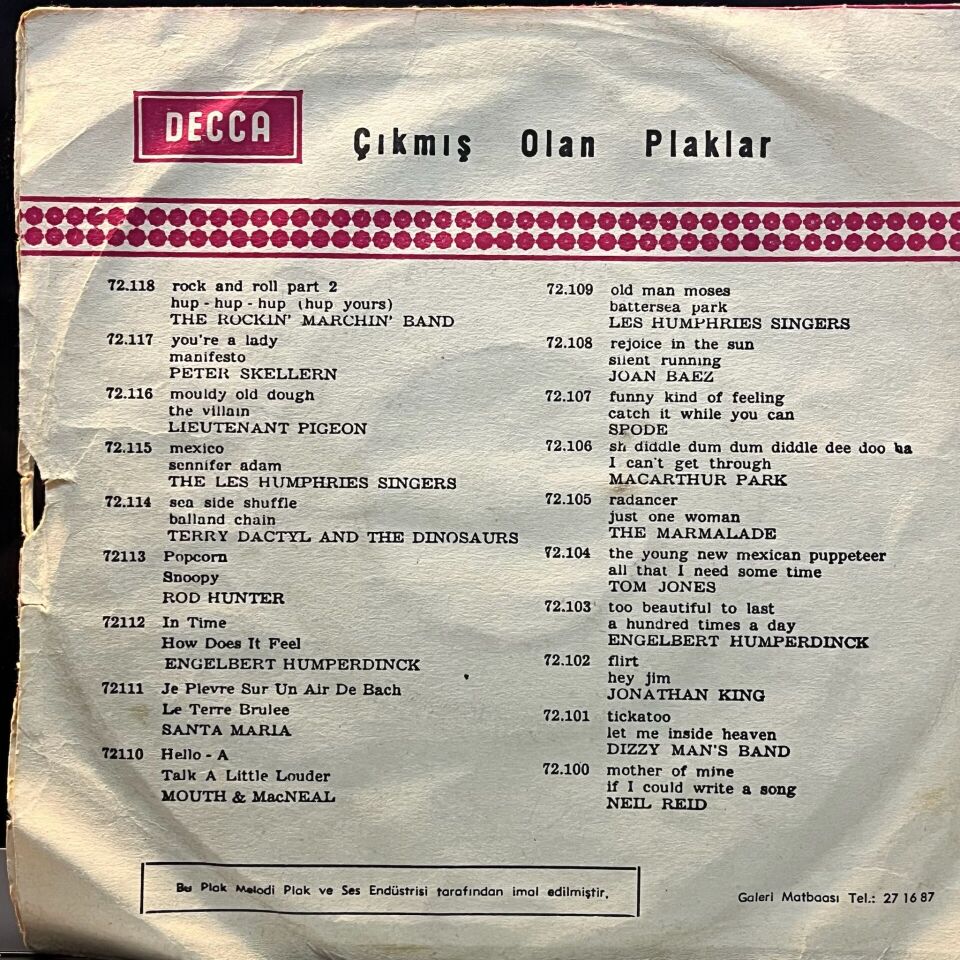 DECCA
Çıkmış Olan Plaklar
72.118 rock and roll part 2
hup - hup - hup (hup yours)
THE ROCKIN' MARCHIN' BAND
72.117 you're a lady
manifesto
PETER SKELLERN
72.116 mouldy old dough
the villain
LIEUTENANT PIGEON
72.115 mexico
sennifer adam
THE LES HUMPHRIES SINGERS
72.114 sea side shuffle
balland chain
TERRY DACTYL AND THE DINOSAURS
72113 Popcorn
Snoopy
ROD HUNTER
72112 In Time
How Does It Feel
ENGELBERT HUMPERDINCK
72111 Je Plevre Sur Un Air De Bach
Le Terre Brulee
SANTA MARIA
72110 Hello - A
Talk A Little Louder
MOUTH & MacNEAL
72.109 old man moses
battersea park
LES HUMPHRIES SINGERS
72.108 rejoice in the sun
silent running
JOAN BAEZ
72.107 funny kind of feeling
catch it while you can
SPODE
72.106 sh diddle dum dum diddle dee doo ba
I can't get through
MACARTHUR PARK
72.105 radancer
just one woman
THE MARMALADE
72.104 the young new mexican puppeteer
all that I need some time
TOM JONES
72.103 too beautiful to last
a hundred times a day
ENGELBERT HUMPERDINCK
72.102 flirt
hey jim
JONATHAN KING
72.101 tickatoo
let me inside heaven
DIZZY MAN'S BAND
72.100 mother of mine
if I could write a song
NEIL REID
Bu Plak Melodi Plak ve Ses Endüstrisi tarafından imal edilmiştir.
Galeri Matbaası Tel.: 27 16 87